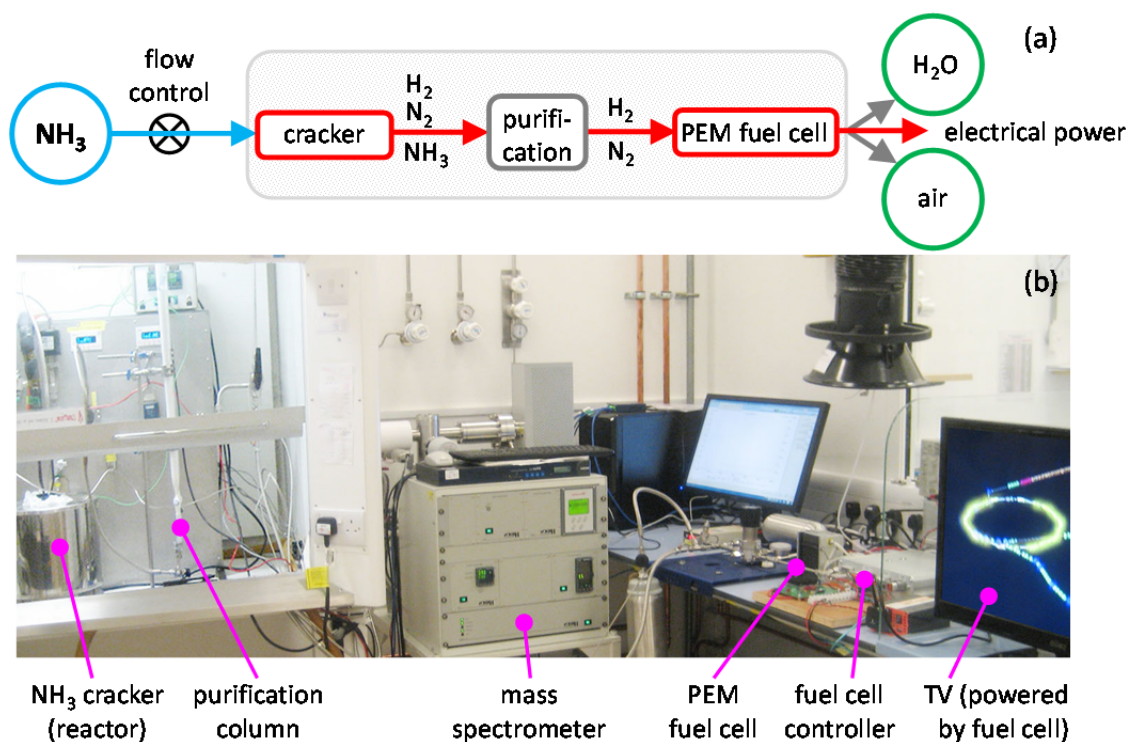 (a)
flow
control
NH₃
cracker
H₂
N₂
NH₃
purifi-
cation
H₂
N₂
PEM fuel cell
H₂O
electrical power
air
(b)
NH₃ cracker
(reactor)
purification
column
mass
spectrometer
PEM
fuel cell
fuel cell
controller
TV (powered
by fuel cell)